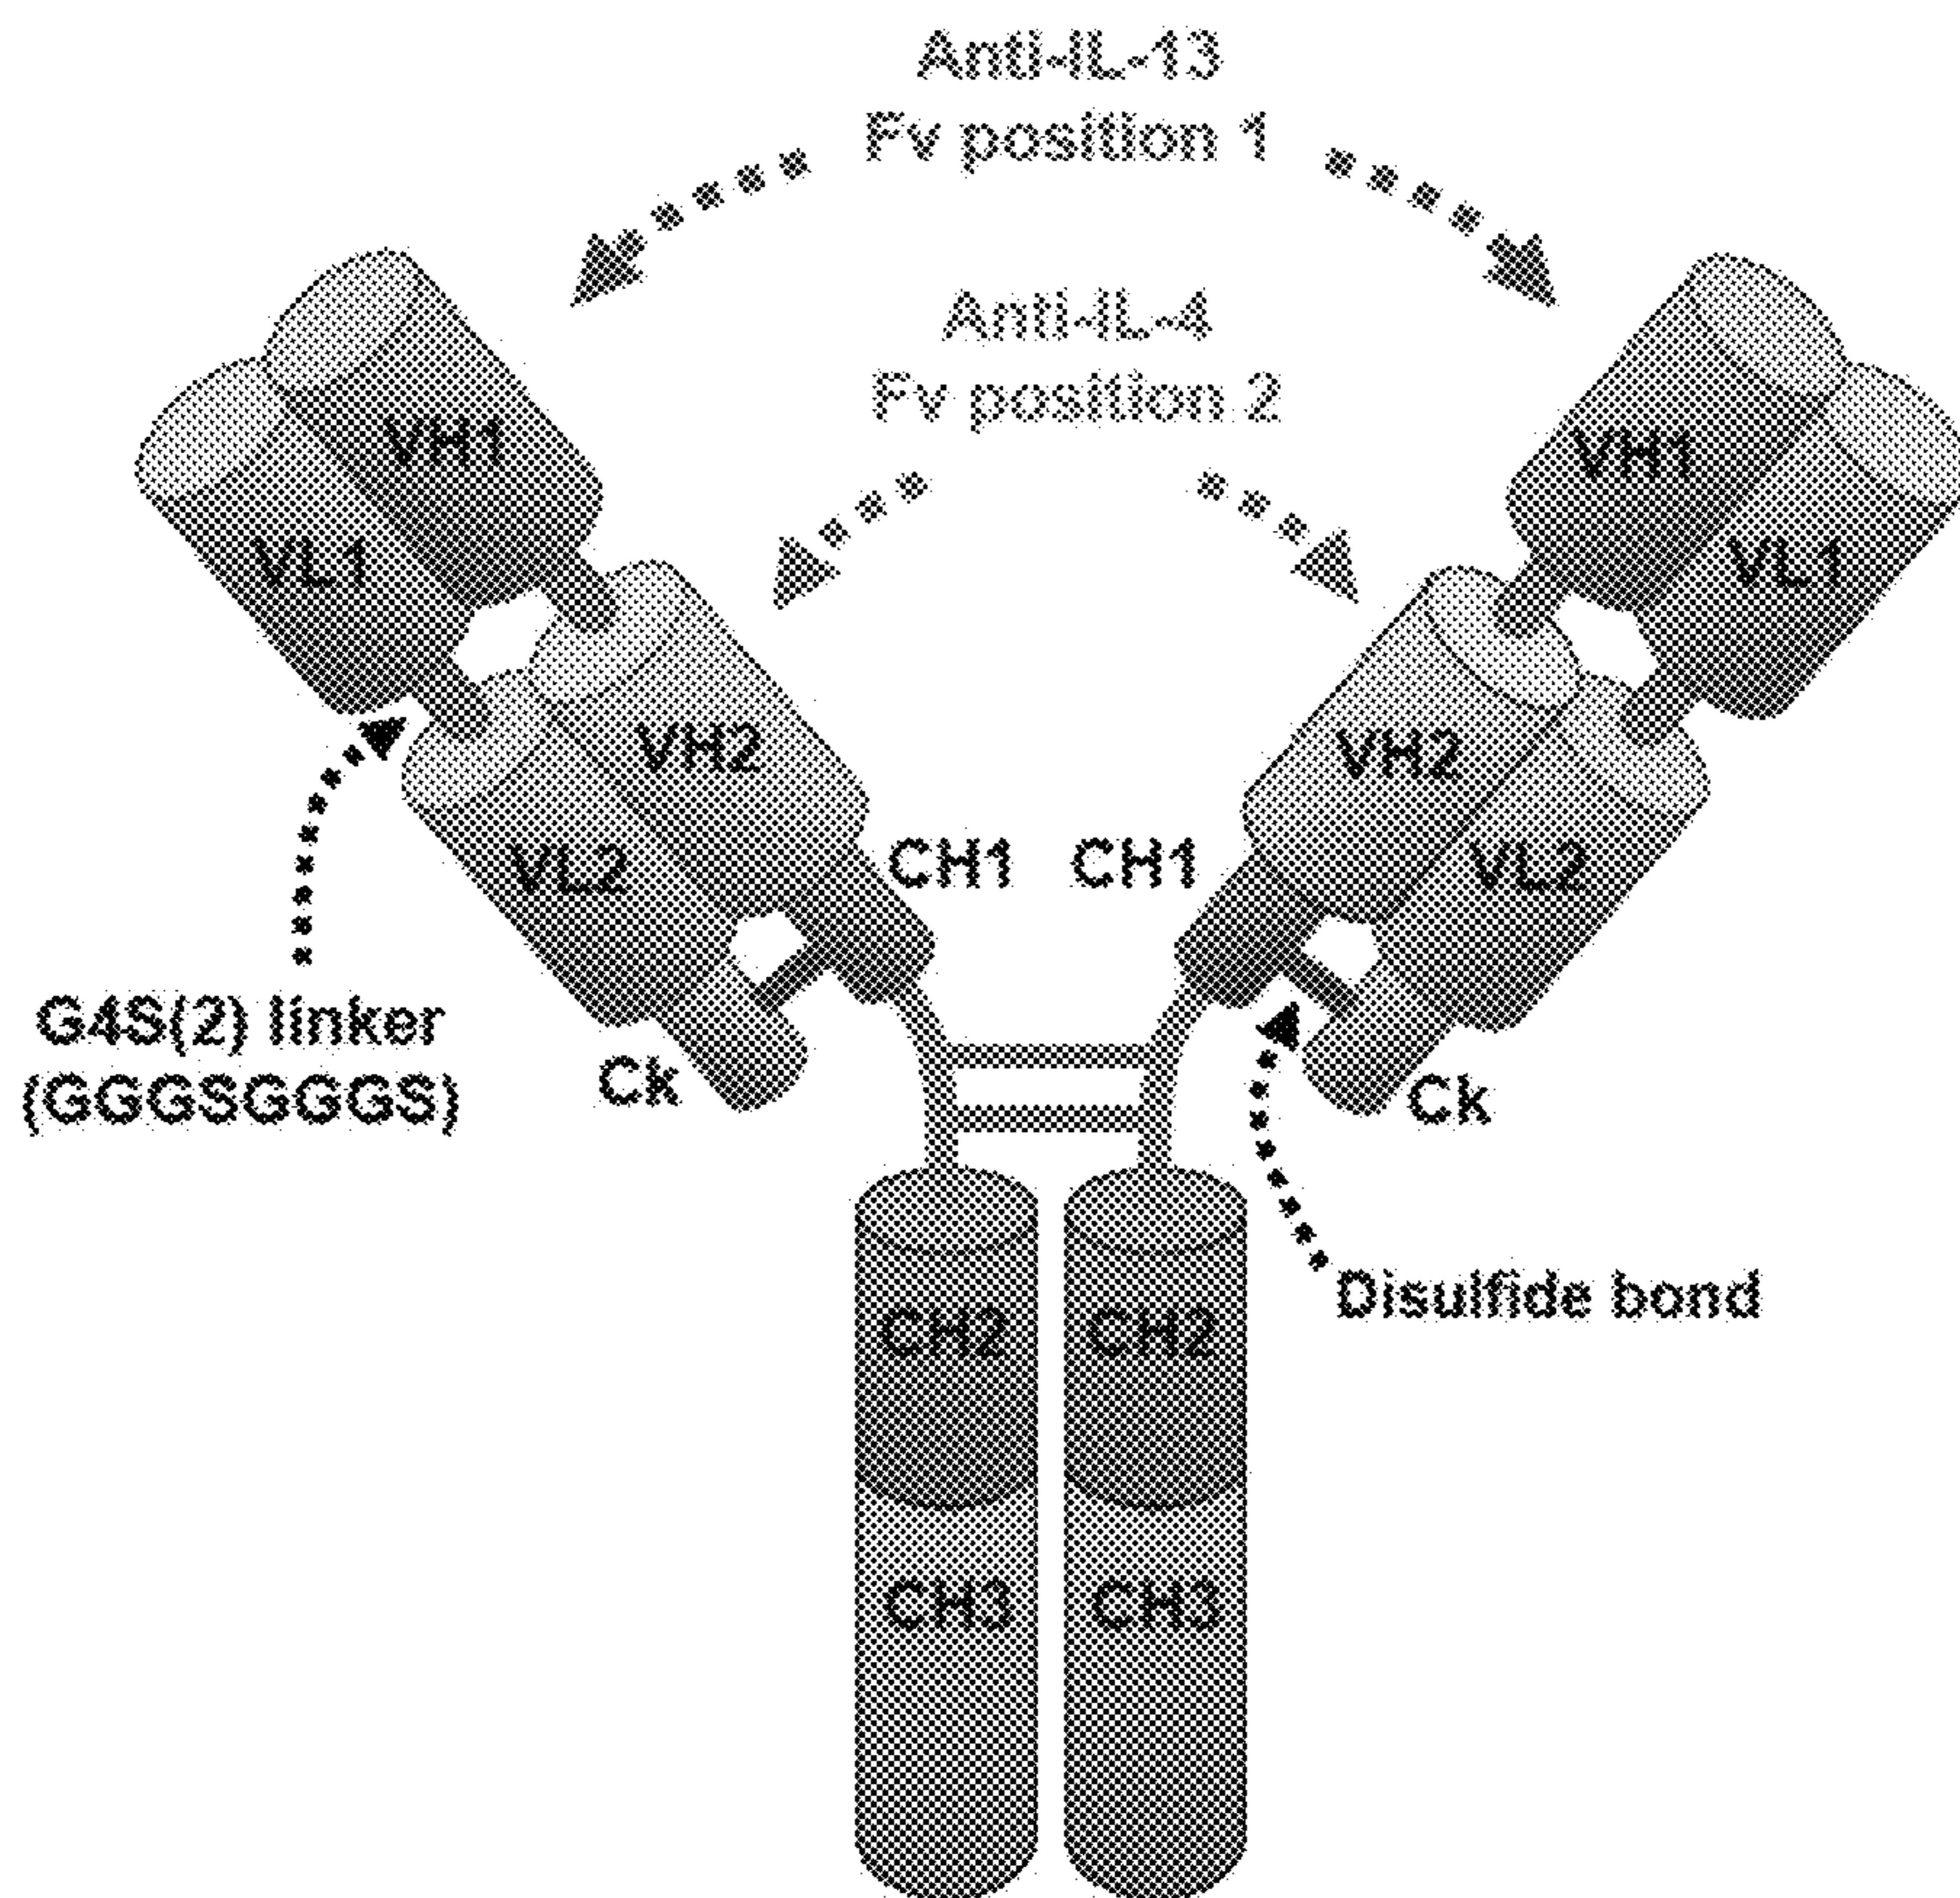 Anti-IL-13
Fv position 1
Anti-IL-4
Fv position 2
VH1
VH1
VL1
VL1
VH2
VH2
CH1 CH1
VL2
VL2
G4S(2) linker
(GGGSGGGS)
Ck
Ck
Disulfide bond
CH2
CH2
CH3
CH3